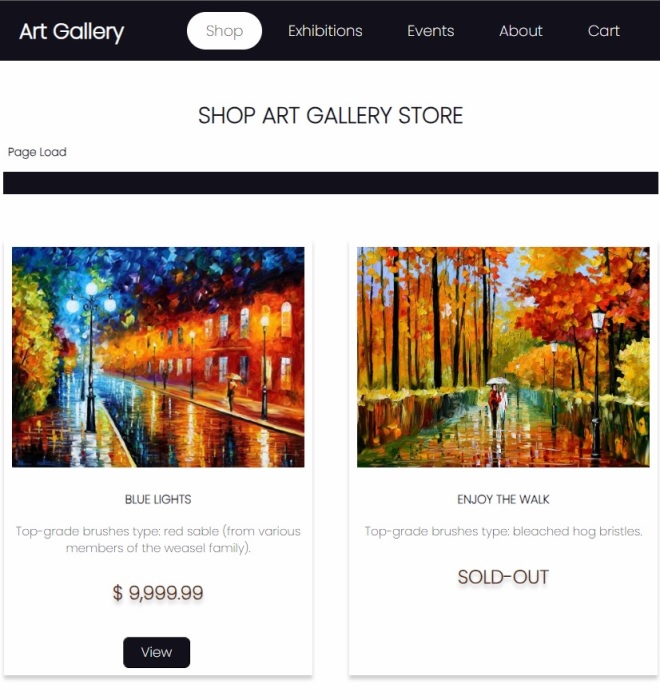 Art Gallery
Shop
Exhibitions
Events
About
Cart
SHOP ART GALLERY STORE
Page Load
BLUE LIGHTS
Top-grade brushes type: red sable (from various
members of the weasel family).
$ 9,999.99
View
ENJOY THE WALK
Top-grade brushes type: bleached hog bristles.
SOLD-OUT